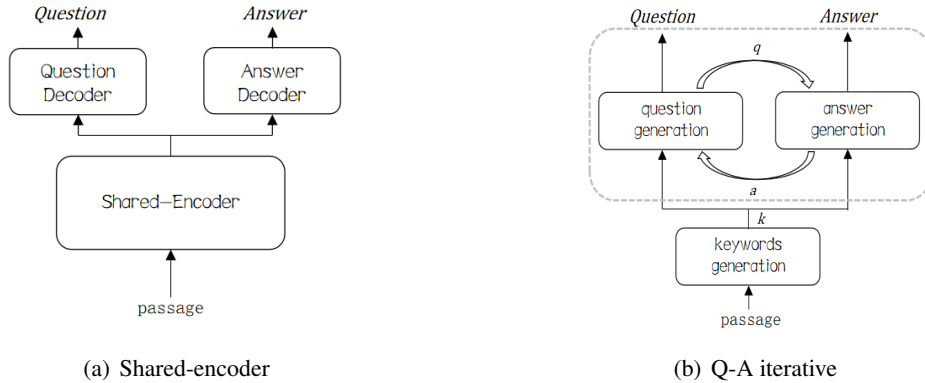 Question
Answer
Question
Decoder
Answer
Decoder
Shared-Encoder
passage
(a) Shared-encoder
Question
Answer
q
question
generation
answer
generation
a
k
keywords
generation
passage
(b) Q-A iterative